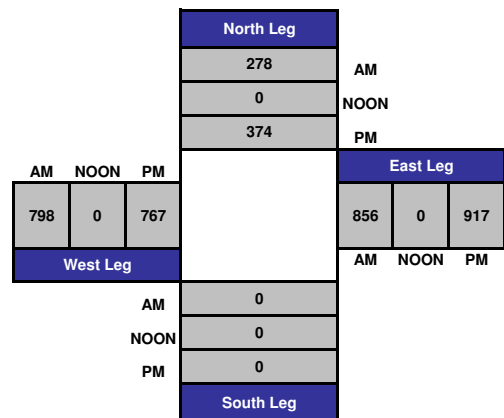 North Leg
278 AM
0 NOON
374 PM
AM NOON PM East Leg
798 0 767 856 0 917
West Leg AM NOON PM
AM 0
NOON 0
PM 0
South Leg